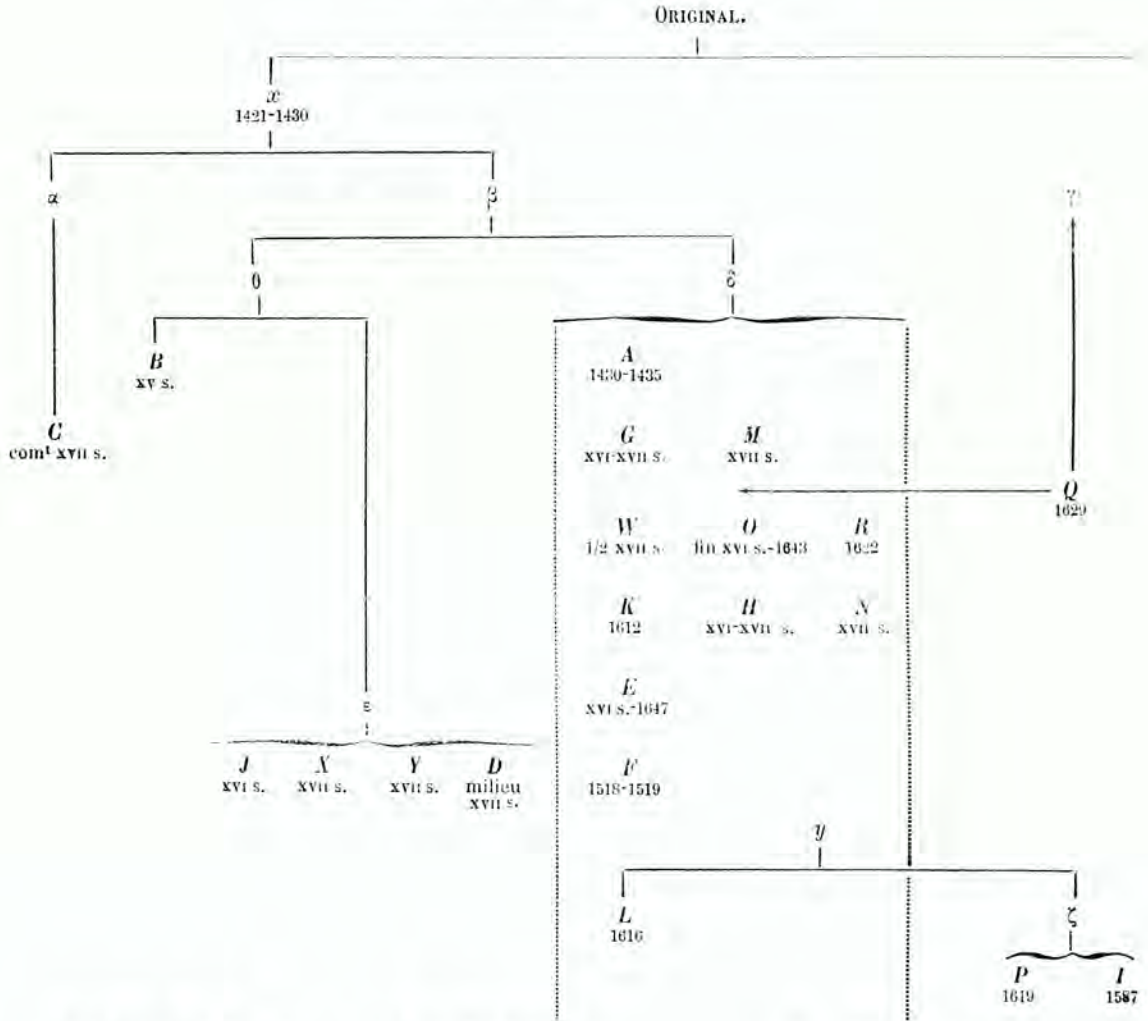 ORIGINAL.
x
1421-1430
α β ?
θ δ
B
xv s.
A
1430-1435
C
comt xvii s.
G M
xvi-xvii s. xvii s.
Q
1629
W O R
1/2 xvii s. fin xvi s.-1643 1622
K H N
1612 xvi-xvii s. xvii s.
E
xvi s.-1647
ε
J X Y D
xvi s. xvii s. xvii s. milieu
xvii s.
F
1518-1519
y
L ζ
1616
P I
1619 1587